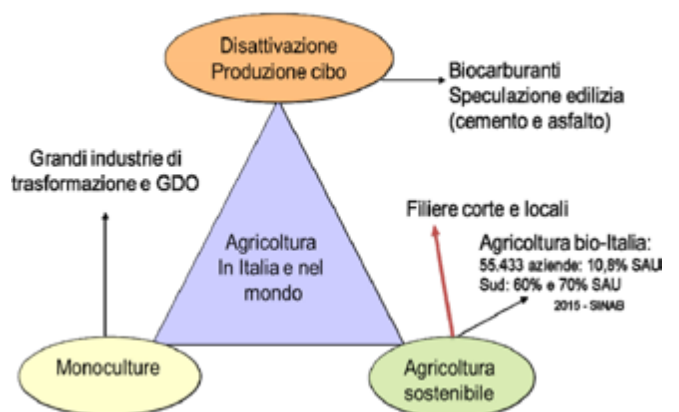 Disattivazione
Produzione cibo
Biocarburanti
Speculazione edilizia
(cemento e asfalto)
Grandi industrie di
trasformazione e GDO
Filiere corte e locali
Agricoltura
In Italia e nel
mondo
Agricoltura bio-Italia:
55.433 aziende: 10,8% SAU
Sud: 60% e 70% SAU
2015 - SINAB
Monoculture
Agricoltura
sostenibile